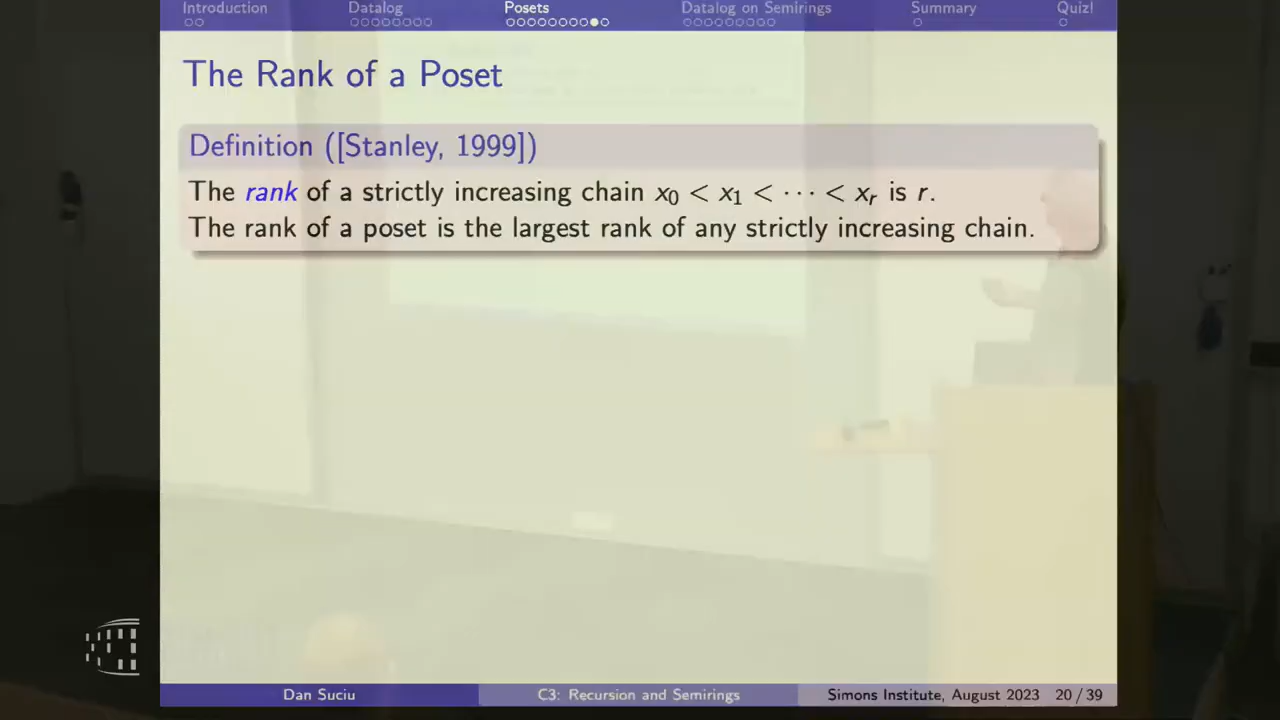 Introduction Datalog Posets Datalog on Semirings Summary Quiz!
The Rank of a Poset
Definition ([Stanley, 1999])
The rank of a strictly increasing chain x₀ < x₁ < ⋯ < xᵣ is r.
The rank of a poset is the largest rank of any strictly increasing chain.
Dan Suciu C3: Recursion and Semirings Simons Institute, August 2023 20 / 39